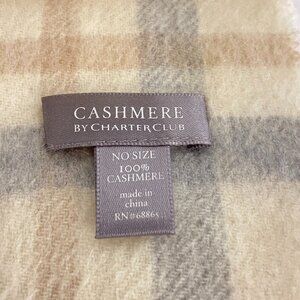 CASHMERE
BY CHARTER CLUB
NO SIZE
100%
CASHMERE
made in
china
RN#68865